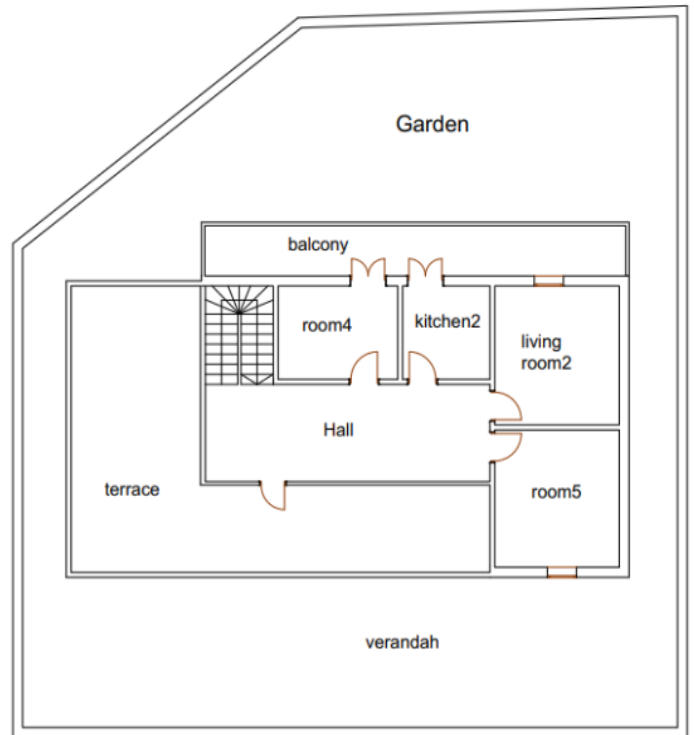 Garden
balcony
room4
kitchen2
living
room2
Hall
terrace
room5
verandah